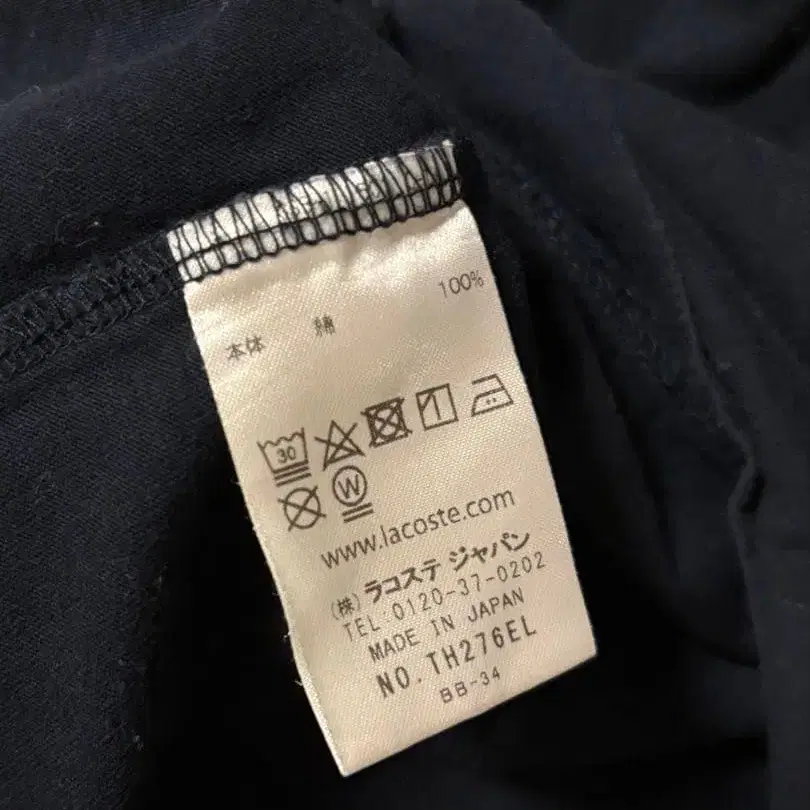 本体 綿 100%
30
W
www.lacoste.com
(株) ラコステ ジャパン
TEL 0120-37-0202
MADE IN JAPAN
NO. TH276EL
BB-34